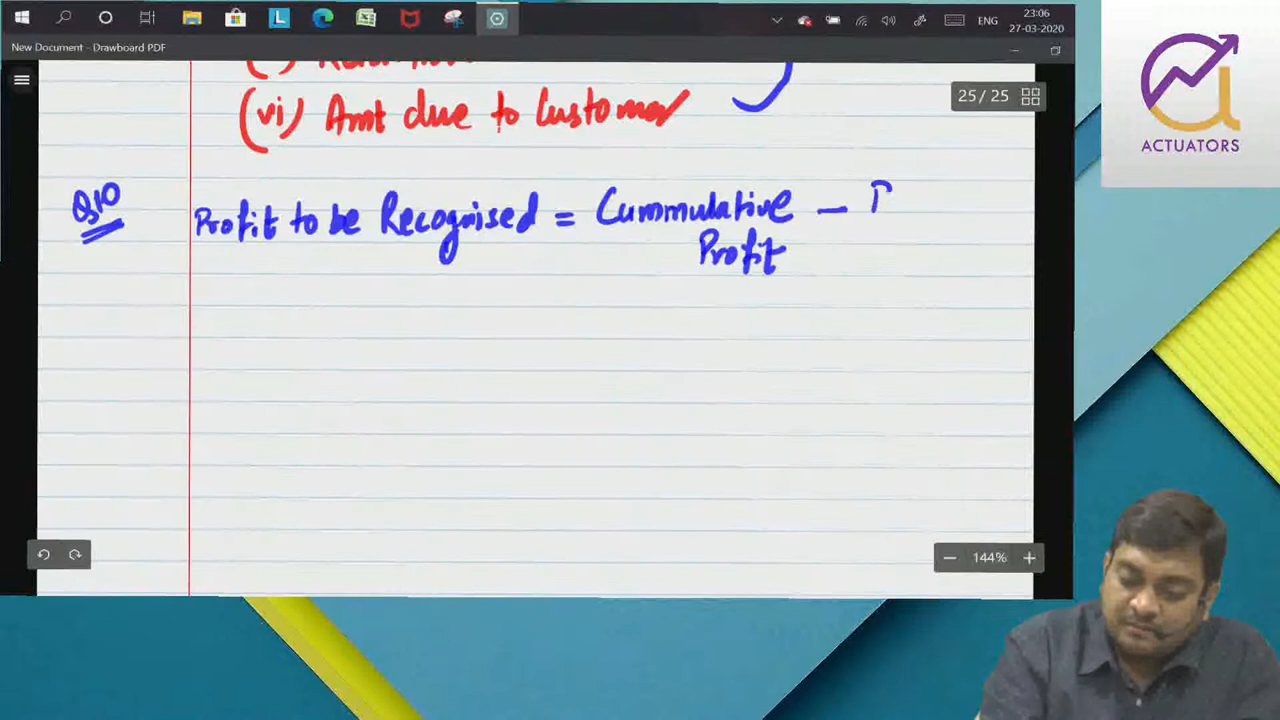 23:06
ENG
27-03-2020
New Document - Drawboard PDF
25 / 25
(vi) Amt due to Customer
Q10 Profit to be Recognised = Cummulative –
Profit
144%
ACTUATORS